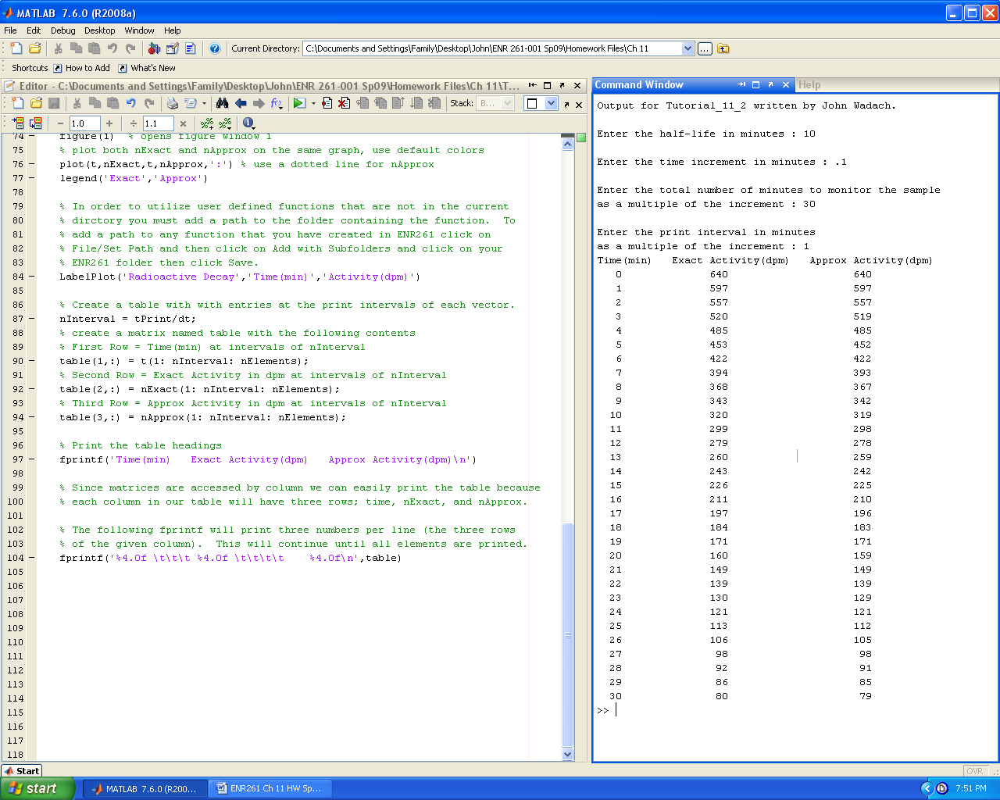 MATLAB 7.6.0 (R2008a)
File Edit Debug Desktop Window Help
Current Directory: C:\Documents and Settings\Family\Desktop\John\ENR 261-001 Sp09\Homework Files\Ch 11
Shortcuts How to Add What's New
Editor - C:\Documents and Settings\Family\Desktop\John\ENR 261-001 Sp09\Homework Files\Ch 11\T...
Stack: B...
1.0 1.1
74 figure(1) % opens figure window 1
75 % plot both nExact and nApprox on the same graph, use default colors
76 plot(t,nExact,t,nApprox,':') % use a dotted line for nApprox
77 legend('Exact','Approx')
78
79 % In order to utilize user defined functions that are not in the current
80 % dirctory you must add a path to the folder containing the function. To
81 % add a path to any function that you have created in ENR261 click on
82 % File/Set Path and then click on Add with Subfolders and click on your
83 % ENR261 folder then click Save.
84 LabelPlot('Radioactive Decay','Time(min)','Activity(dpm)')
85
86 % Create a table with with entries at the print intervals of each vector.
87 nInterval = tPrint/dt;
88 % create a matrix named table with the following contents
89 % First Row = Time(min) at intervals of nInterval
90 table(1,:) = t(1: nInterval: nElements);
91 % Second Row = Exact Activity in dpm at intervals of nInterval
92 table(2,:) = nExact(1: nInterval: nElements);
93 % Third Row = Approx Activity in dpm at intervals of nInterval
94 table(3,:) = nApprox(1: nInterval: nElements);
95
96 % Print the table headings
97 fprintf('Time(min)   Exact Activity(dpm)   Approx Activity(dpm)\n')
98
99 % Since matrices are accessed by column we can easily print the table because
100 % each column in our table will have three rows; time, nExact, and nApprox.
101
102 % The following fprintf will print three numbers per line (the three rows
103 % of the given column). This will continue until all elements are printed.
104 fprintf('%4.0f \t\t\t %4.0f \t\t\t\t    %4.0f\n',table)
105
106
107
108
109
110
111
112
113
114
115
116
117
118
Command Window Help
Output for Tutorial_11_2 written by John Wadach.
Enter the half-life in minutes : 10
Enter the time increment in minutes : .1
Enter the total number of minutes to monitor the sample
as a multiple of the increment : 30
Enter the print interval in minutes
as a multiple of the increment : 1
Time(min) Exact Activity(dpm) Approx Activity(dpm)
0 640 640
1 597 597
2 557 557
3 520 519
4 485 485
5 453 452
6 422 422
7 394 393
8 368 367
9 343 342
10 320 319
11 299 298
12 279 278
13 260 259
14 243 242
15 226 225
16 211 210
17 197 196
18 184 183
19 171 171
20 160 159
21 149 149
22 139 139
23 130 129
24 121 121
25 113 112
26 106 105
27 98 98
28 92 91
29 86 85
30 80 79
>>
Start OVR
start MATLAB 7.6.0 (R200... ENR261 Ch 11 HW Sp... 7:51 PM